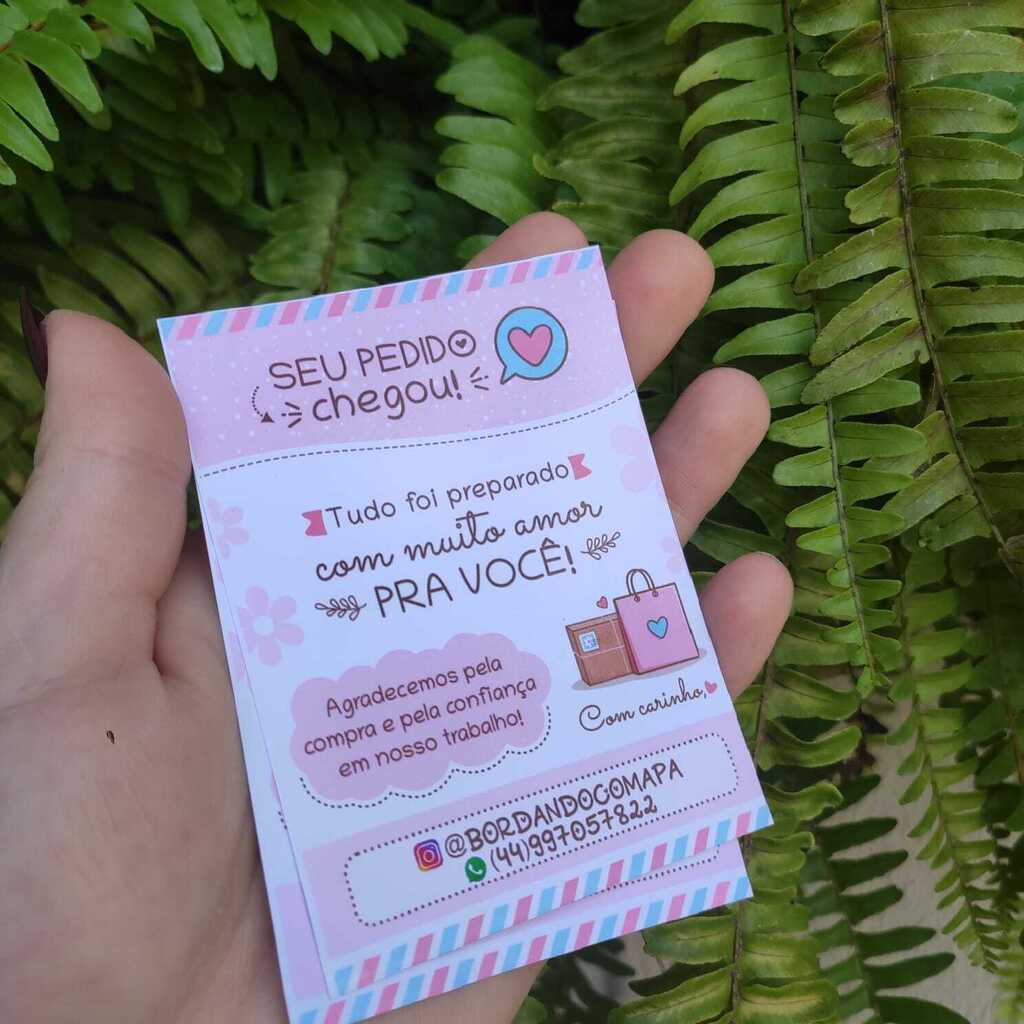 SEU PEDIDO
chegou!
Tudo foi preparado
com muito amor
PRA VOCÊ!
Agradecemos pela
compra e pela confiança
em nosso trabalho!
Com carinho,
@BORDANDOCOMAPA
(44)997057822